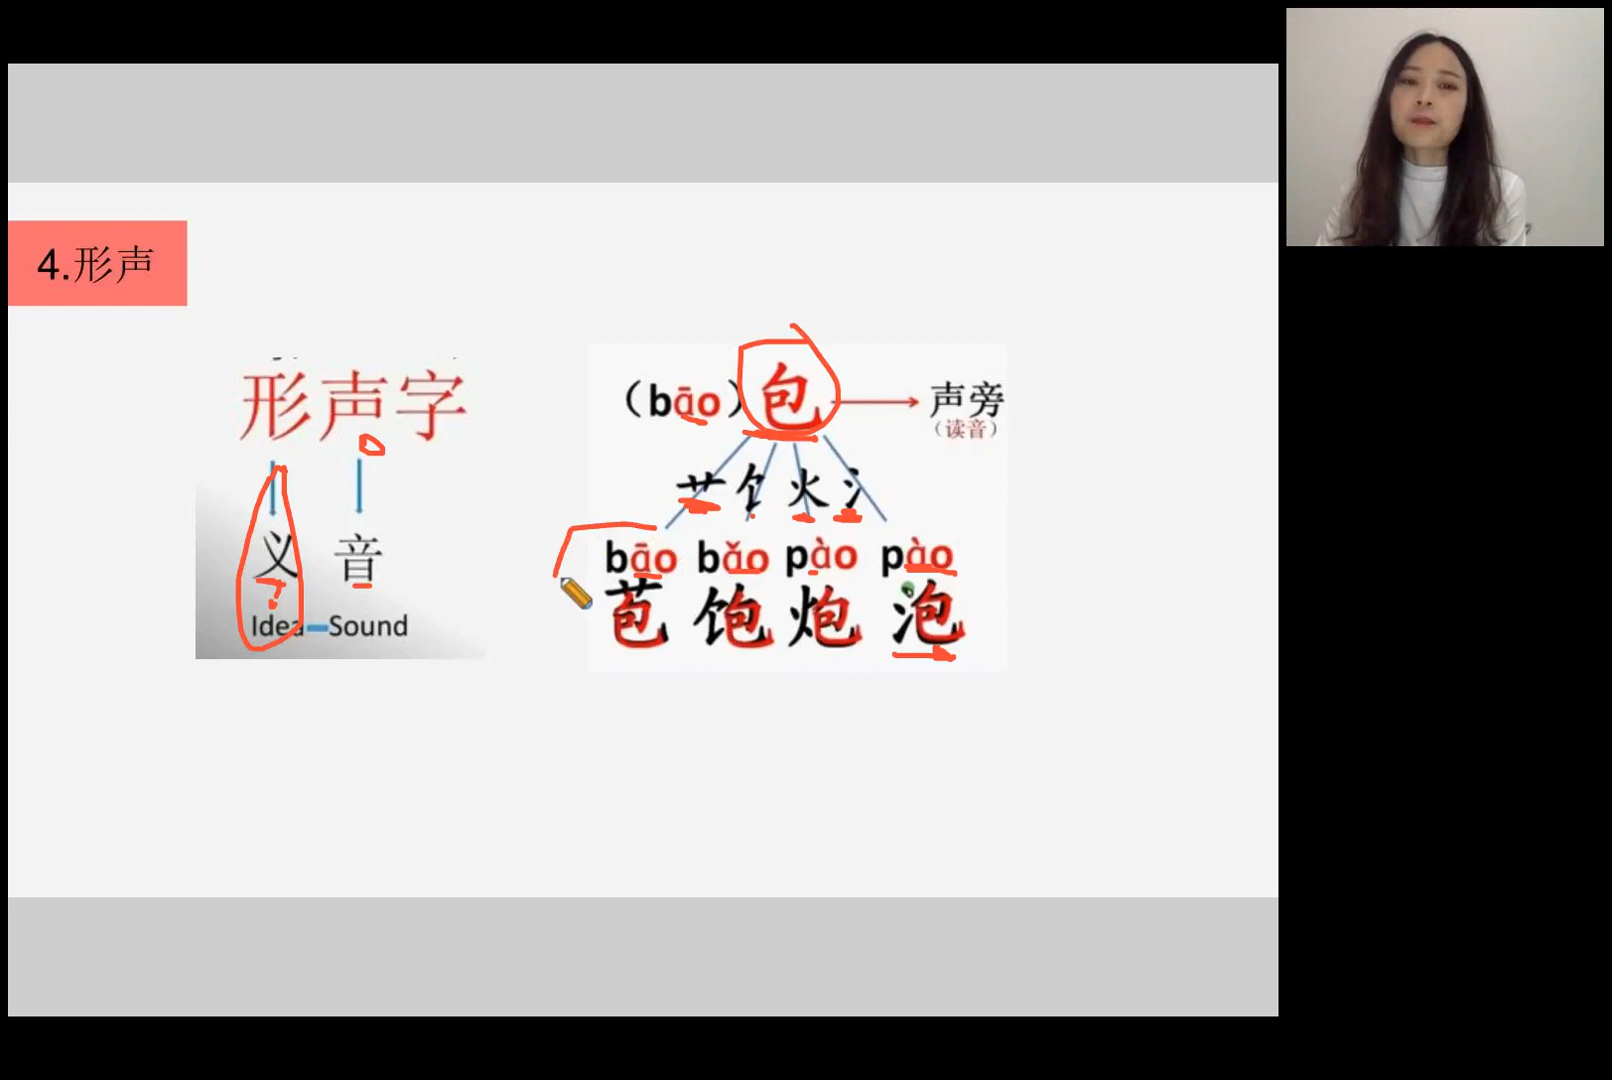 4.形声
形声字
义 音
Idea—Sound
(bāo) 包 声旁
(读音)
艹 饣 火 氵
bāo bǎo pào pào
苞 饱 炮 泡